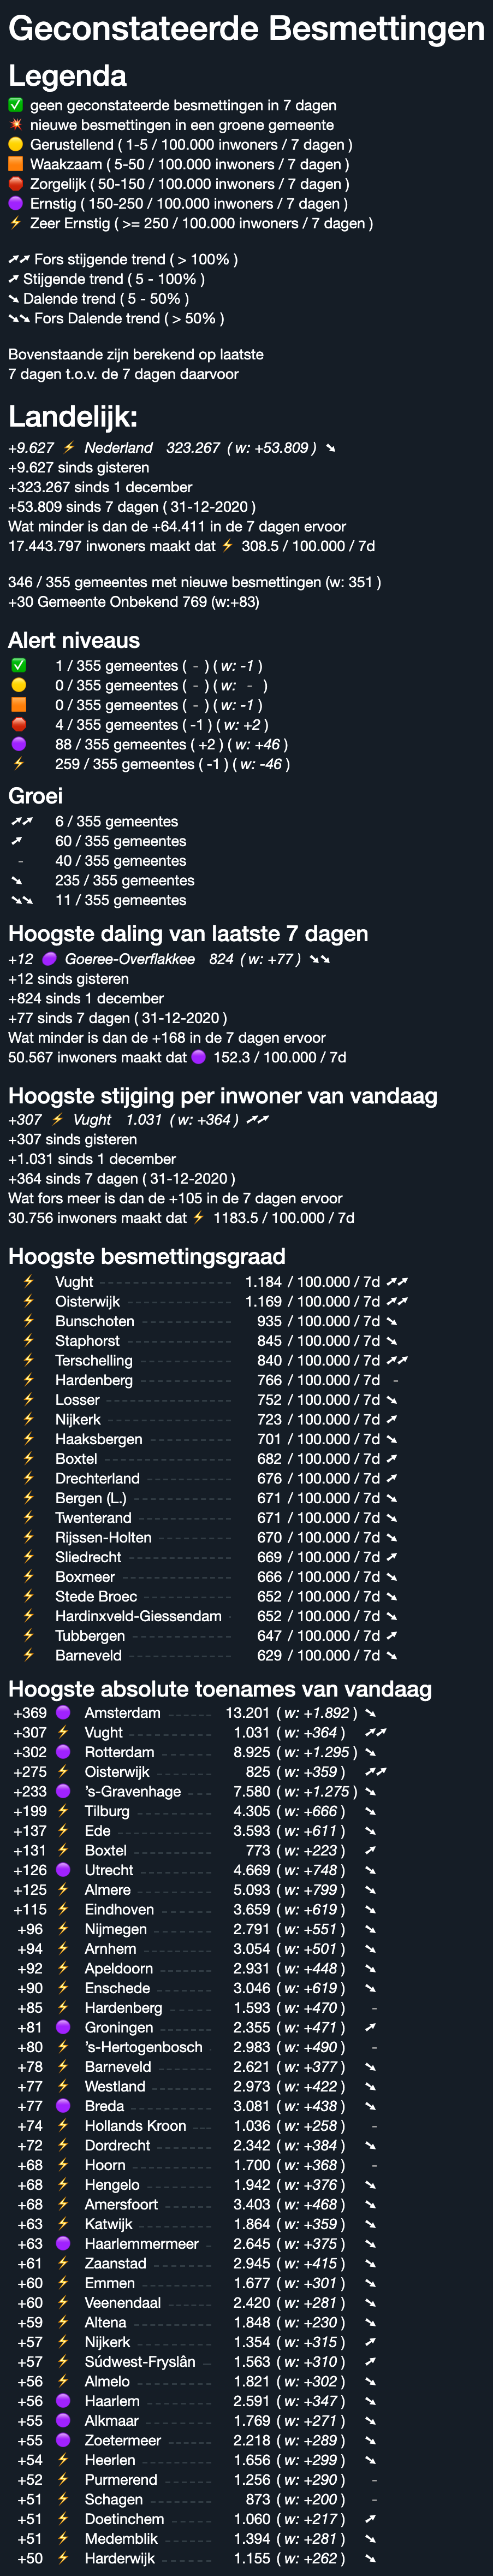 Geconstateerde Besmettingen
Legenda
✅ geen geconstateerde besmettingen in 7 dagen
💥 nieuwe besmettingen in een groene gemeente
🟡 Gerustellend ( 1-5 / 100.000 inwoners / 7 dagen )
🟧 Waakzaam ( 5-50 / 100.000 inwoners / 7 dagen )
🛑 Zorgelijk ( 50-150 / 100.000 inwoners / 7 dagen )
🟣 Ernstig ( 150-250 / 100.000 inwoners / 7 dagen )
⚡ Zeer Ernstig ( >= 250 / 100.000 inwoners / 7 dagen )
➚➚ Fors stijgende trend ( > 100% )
➚ Stijgende trend ( 5 - 100% )
➘ Dalende trend ( 5 - 50% )
➘➘ Fors Dalende trend ( > 50% )
Bovenstaande zijn berekend op laatste
7 dagen t.o.v. de 7 dagen daarvoor
Landelijk:
+9.627 ⚡ Nederland 323.267 ( w: +53.809 ) ➘
+9.627 sinds gisteren
+323.267 sinds 1 december
+53.809 sinds 7 dagen ( 31-12-2020 )
Wat minder is dan de +64.411 in de 7 dagen ervoor
17.443.797 inwoners maakt dat ⚡ 308.5 / 100.000 / 7d
346 / 355 gemeentes met nieuwe besmettingen (w: 351 )
+30 Gemeente Onbekend 769 (w:+83)
Alert niveaus
✅ 1 / 355 gemeentes ( - ) ( w: -1 )
🟡 0 / 355 gemeentes ( - ) ( w: - )
🟧 0 / 355 gemeentes ( - ) ( w: -1 )
🛑 4 / 355 gemeentes ( -1 ) ( w: +2 )
🟣 88 / 355 gemeentes ( +2 ) ( w: +46 )
⚡ 259 / 355 gemeentes ( -1 ) ( w: -46 )
Groei
➚➚ 6 / 355 gemeentes
➚ 60 / 355 gemeentes
- 40 / 355 gemeentes
➘ 235 / 355 gemeentes
➘➘ 11 / 355 gemeentes
Hoogste daling van laatste 7 dagen
+12 🟣 Goeree-Overflakkee 824 ( w: +77 ) ➘➘
+12 sinds gisteren
+824 sinds 1 december
+77 sinds 7 dagen ( 31-12-2020 )
Wat minder is dan de +168 in de 7 dagen ervoor
50.567 inwoners maakt dat 🟣 152.3 / 100.000 / 7d
Hoogste stijging per inwoner van vandaag
+307 ⚡ Vught 1.031 ( w: +364 ) ➚➚
+307 sinds gisteren
+1.031 sinds 1 december
+364 sinds 7 dagen ( 31-12-2020 )
Wat fors meer is dan de +105 in de 7 dagen ervoor
30.756 inwoners maakt dat ⚡ 1183.5 / 100.000 / 7d
Hoogste besmettingsgraad
⚡ Vught 1.184 / 100.000 / 7d ➚➚
⚡ Oisterwijk 1.169 / 100.000 / 7d ➚➚
⚡ Bunschoten 935 / 100.000 / 7d ➘
⚡ Staphorst 845 / 100.000 / 7d ➘
⚡ Terschelling 840 / 100.000 / 7d ➚➚
⚡ Hardenberg 766 / 100.000 / 7d -
⚡ Losser 752 / 100.000 / 7d ➘
⚡ Nijkerk 723 / 100.000 / 7d ➚
⚡ Haaksbergen 701 / 100.000 / 7d ➘
⚡ Boxtel 682 / 100.000 / 7d ➚
⚡ Drechterland 676 / 100.000 / 7d ➚
⚡ Bergen (L.) 671 / 100.000 / 7d ➘
⚡ Twenterand 671 / 100.000 / 7d ➘
⚡ Rijssen-Holten 670 / 100.000 / 7d ➘
⚡ Sliedrecht 669 / 100.000 / 7d ➚
⚡ Boxmeer 666 / 100.000 / 7d ➘
⚡ Stede Broec 652 / 100.000 / 7d ➘
⚡ Hardinxveld-Giessendam 652 / 100.000 / 7d ➘
⚡ Tubbergen 647 / 100.000 / 7d ➚
⚡ Barneveld 629 / 100.000 / 7d ➘
Hoogste absolute toenames van vandaag
+369 🟣 Amsterdam 13.201 ( w: +1.892 ) ➘
+307 ⚡ Vught 1.031 ( w: +364 ) ➚➚
+302 🟣 Rotterdam 8.925 ( w: +1.295 ) ➘
+275 ⚡ Oisterwijk 825 ( w: +359 ) ➚➚
+233 🟣 's-Gravenhage 7.580 ( w: +1.275 ) ➘
+199 ⚡ Tilburg 4.305 ( w: +666 ) ➘
+137 ⚡ Ede 3.593 ( w: +611 ) ➘
+131 ⚡ Boxtel 773 ( w: +223 ) ➚
+126 🟣 Utrecht 4.669 ( w: +748 ) ➘
+125 ⚡ Almere 5.093 ( w: +799 ) ➘
+115 ⚡ Eindhoven 3.659 ( w: +619 ) ➘
+96 ⚡ Nijmegen 2.791 ( w: +551 ) ➘
+94 ⚡ Arnhem 3.054 ( w: +501 ) ➘
+92 ⚡ Apeldoorn 2.931 ( w: +448 ) ➘
+90 ⚡ Enschede 3.046 ( w: +619 ) ➘
+85 ⚡ Hardenberg 1.593 ( w: +470 ) -
+81 🟣 Groningen 2.355 ( w: +471 ) ➚
+80 ⚡ 's-Hertogenbosch 2.983 ( w: +490 ) -
+78 ⚡ Barneveld 2.621 ( w: +377 ) ➘
+77 ⚡ Westland 2.973 ( w: +422 ) ➘
+77 🟣 Breda 3.081 ( w: +438 ) ➘
+74 ⚡ Hollands Kroon 1.036 ( w: +258 ) -
+72 ⚡ Dordrecht 2.342 ( w: +384 ) ➘
+68 ⚡ Hoorn 1.700 ( w: +368 ) -
+68 ⚡ Hengelo 1.942 ( w: +376 ) ➘
+68 ⚡ Amersfoort 3.403 ( w: +468 ) ➘
+63 ⚡ Katwijk 1.864 ( w: +359 ) ➘
+63 🟣 Haarlemmermeer 2.645 ( w: +375 ) ➘
+61 ⚡ Zaanstad 2.945 ( w: +415 ) ➘
+60 ⚡ Emmen 1.677 ( w: +301 ) ➘
+60 ⚡ Veenendaal 2.420 ( w: +281 ) ➘
+59 ⚡ Altena 1.848 ( w: +230 ) ➘
+57 ⚡ Nijkerk 1.354 ( w: +315 ) ➚
+57 ⚡ Súdwest-Fryslân 1.563 ( w: +310 ) ➚
+56 ⚡ Almelo 1.821 ( w: +302 ) ➘
+56 🟣 Haarlem 2.591 ( w: +347 ) ➘
+55 🟣 Alkmaar 1.769 ( w: +271 ) ➘
+55 🟣 Zoetermeer 2.218 ( w: +289 ) ➘
+54 ⚡ Heerlen 1.656 ( w: +299 ) ➘
+52 ⚡ Purmerend 1.256 ( w: +290 ) -
+51 ⚡ Schagen 873 ( w: +200 ) -
+51 ⚡ Doetinchem 1.060 ( w: +217 ) ➚
+51 ⚡ Medemblik 1.394 ( w: +281 ) ➘
+50 ⚡ Harderwijk 1.155 ( w: +262 ) ➘